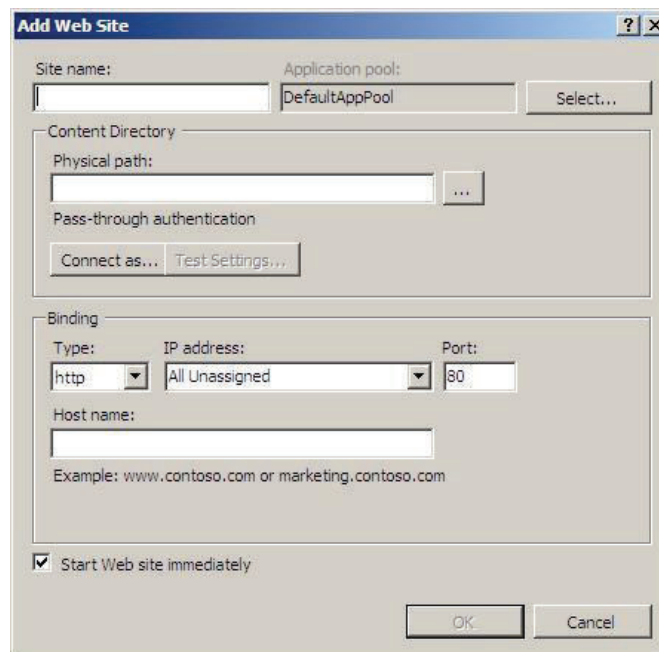 Add Web Site
Site name:
Application pool:
DefaultAppPool
Select...
Content Directory
Physical path:
...
Pass-through authentication
Connect as...
Test Settings...
Binding
Type:
IP address:
Port:
http
All Unassigned
80
Host name:
Example: www.contoso.com or marketing.contoso.com
Start Web site immediately
OK
Cancel